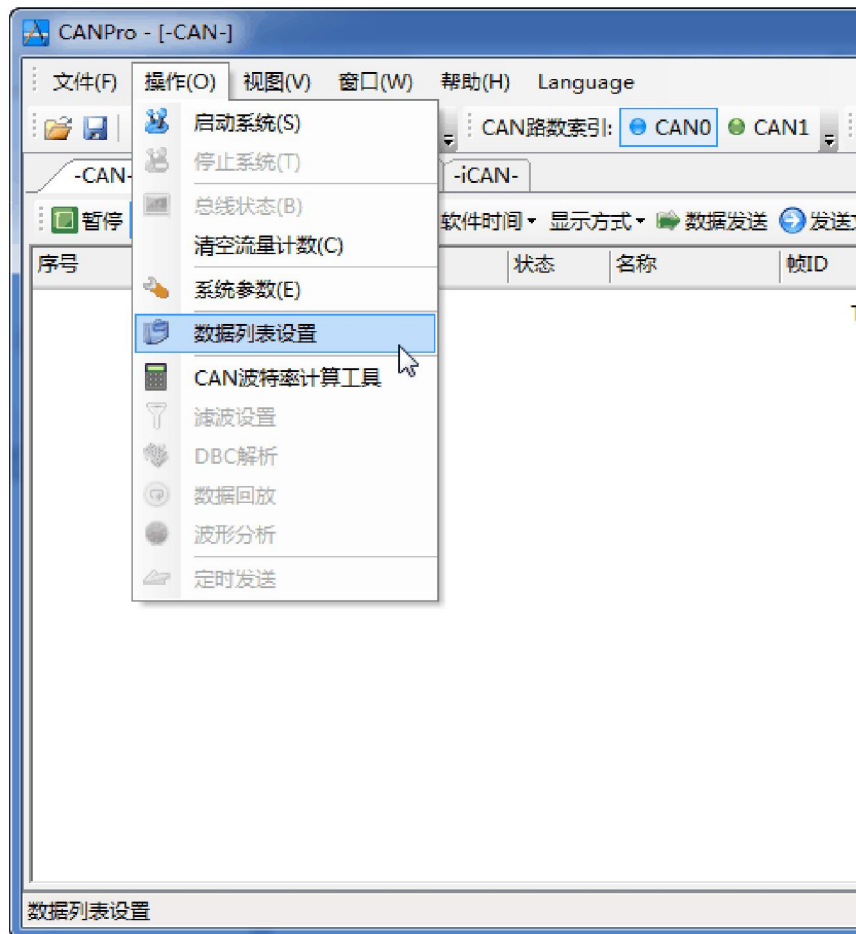 CANPro - [-CAN-]
文件(F) 操作(O) 视图(V) 窗口(W) 帮助(H) Language
CAN路数索引: CAN0 CAN1
-CAN- -iCAN-
暂停 软件时间 显示方式 数据发送 发送
序号 状态 名称 帧ID
启动系统(S)
停止系统(T)
总线状态(B)
清空流量计数(C)
系统参数(E)
数据列表设置
CAN波特率计算工具
滤波设置
DBC解析
数据回放
波形分析
定时发送
数据列表设置